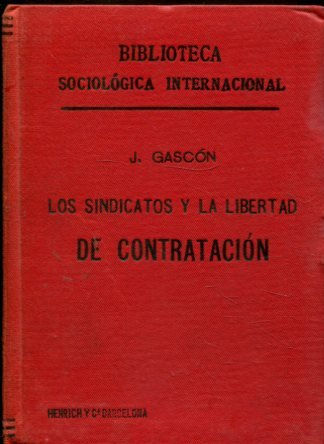 BIBLIOTECA
SOCIOLÓGICA INTERNACIONAL
J. GASCÓN
LOS SINDICATOS Y LA LIBERTAD
DE CONTRATACIÓN
HENRICH Y Cª BARCELONA